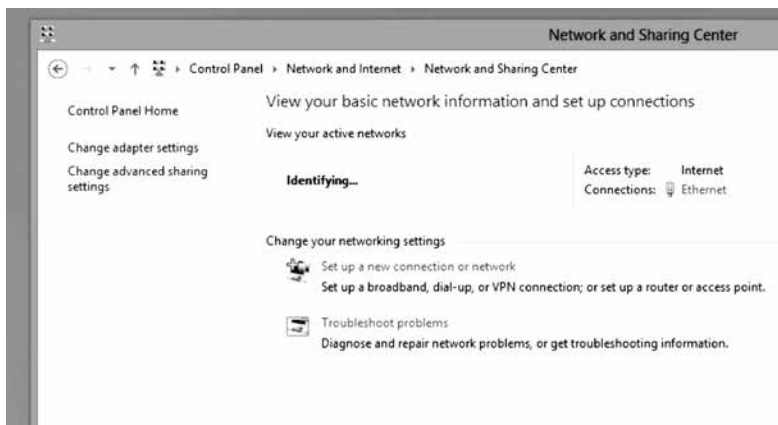 Network and Sharing Center
Control Panel Network and Internet Network and Sharing Center
Control Panel Home
Change adapter settings
Change advanced sharing
settings
View your basic network information and set up connections
View your active networks
Identifying...
Access type: Internet
Connections: Ethernet
Change your networking settings
Set up a new connection or network
Set up a broadband, dial-up, or VPN connection; or set up a router or access point.
Troubleshoot problems
Diagnose and repair network problems, or get troubleshooting information.